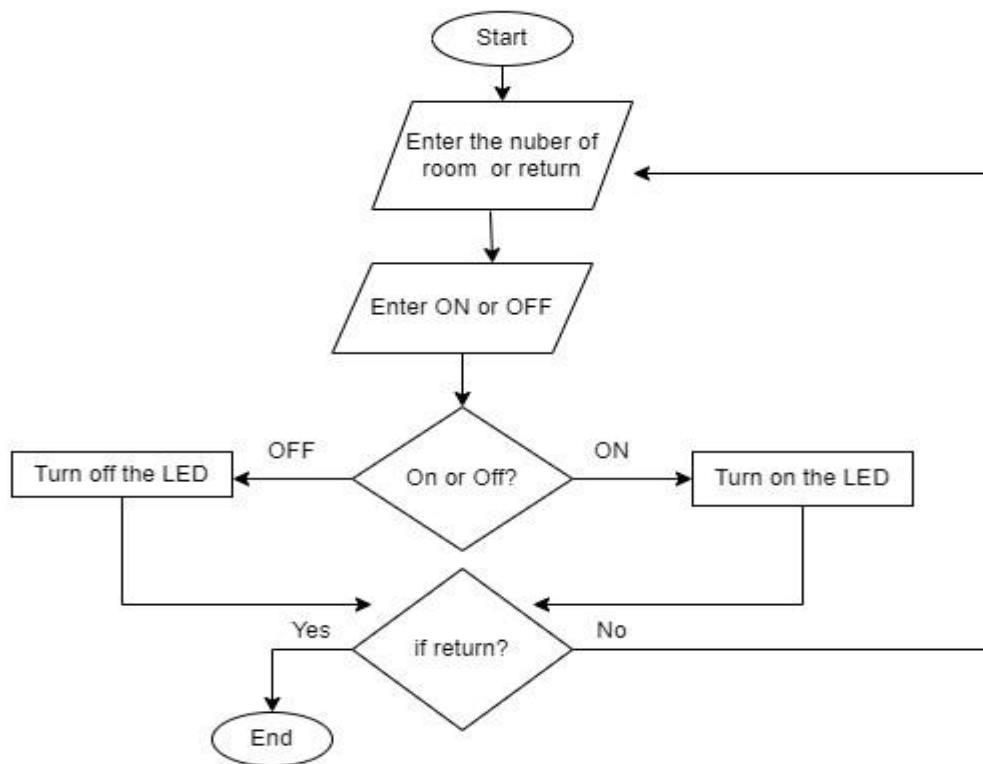 Start
Enter the nuber of
room or return
Enter ON or OFF
OFF
ON
Turn off the LED
On or Off?
Turn on the LED
Yes
No
if return?
End